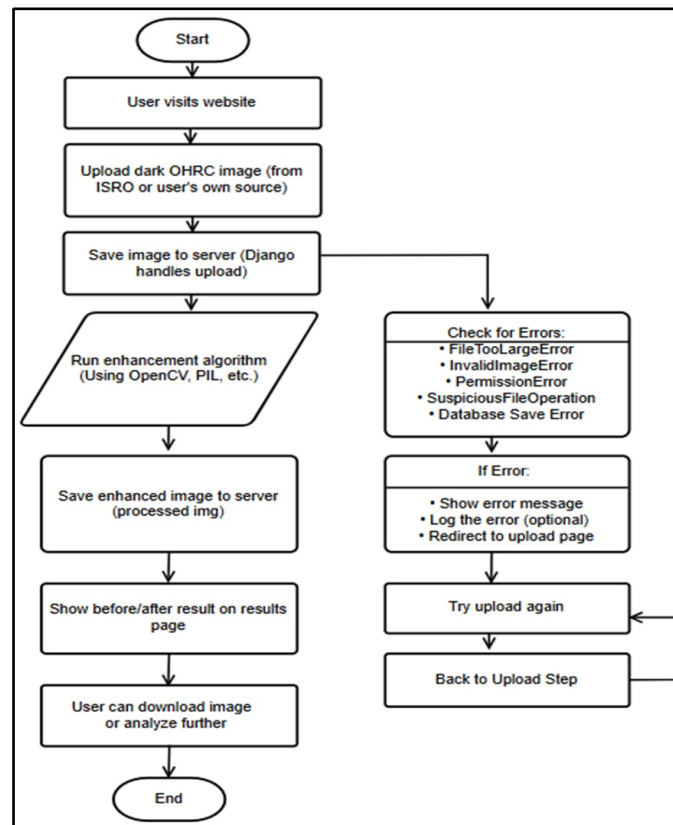 Start
User visits website
Upload dark OHRC image (from
ISRO or user's own source)
Save image to server (Django
handles upload)
Run enhancement algorithm
(Using OpenCV, PIL, etc.)
Save enhanced image to server
(processed img)
Show before/after result on results
page
User can download image
or analyze further
End
Check for Errors:
• FileTooLargeError
• InvalidImageError
• PermissionError
• SuspiciousFileOperation
• Database Save Error
If Error:
• Show error message
• Log the error (optional)
• Redirect to upload page
Try upload again
Back to Upload Step